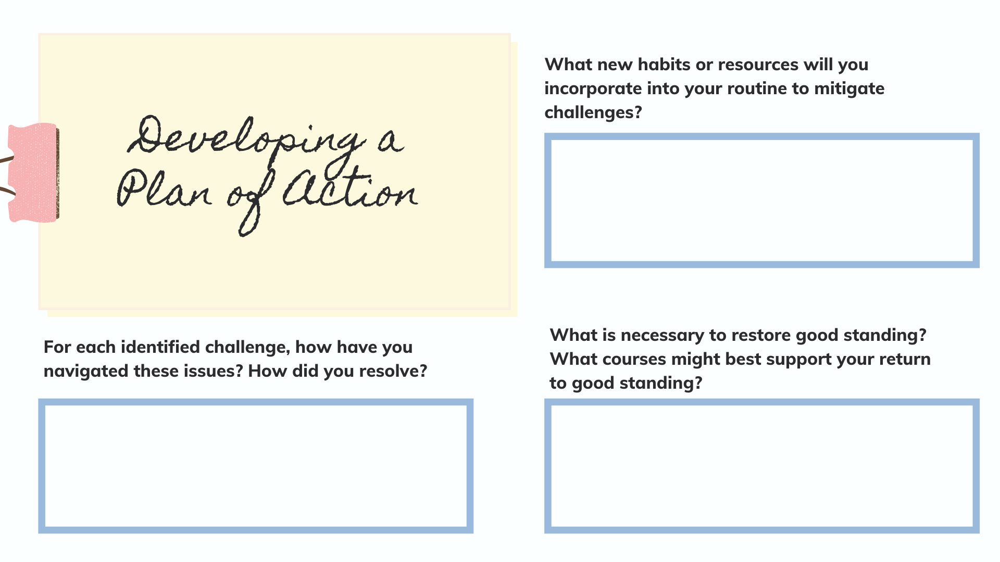 Developing a
Plan of Action
For each identified challenge, how have you
navigated these issues? How did you resolve?
What new habits or resources will you
incorporate into your routine to mitigate
challenges?
What is necessary to restore good standing?
What courses might best support your return
to good standing?